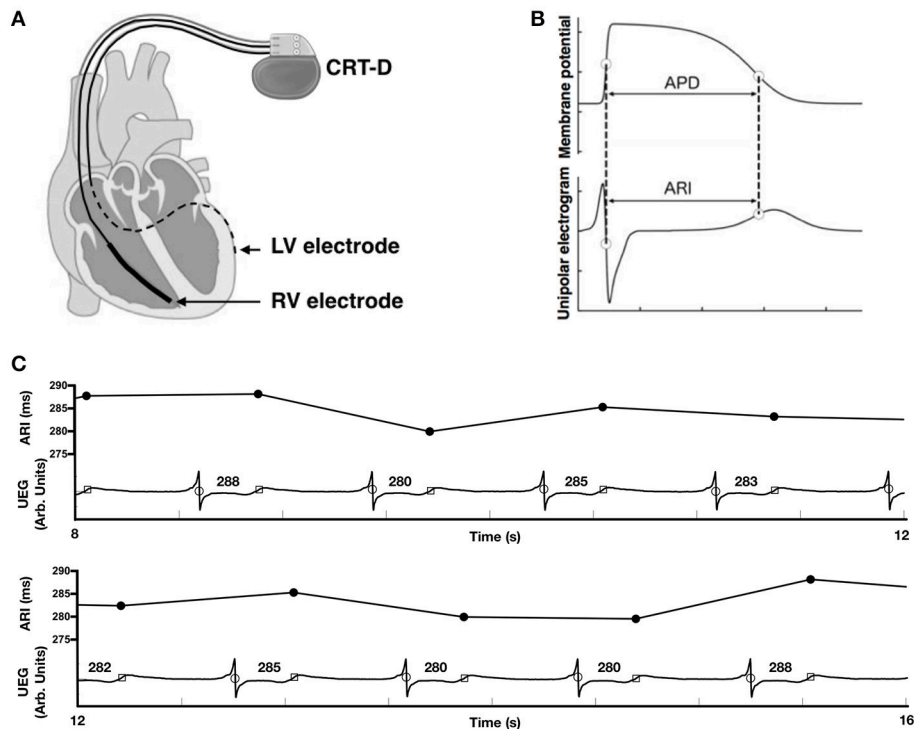 A
CRT-D
LV electrode
RV electrode
B
Membrane potential
APD
Unipolar electrogram
ARI
C
ARI (ms)
290
285
280
275
UEG
(Arb. Units)
288
280
285
283
8
Time (s)
12
ARI (ms)
290
285
280
275
UEG
(Arb. Units)
282
285
280
280
288
12
Time (s)
16